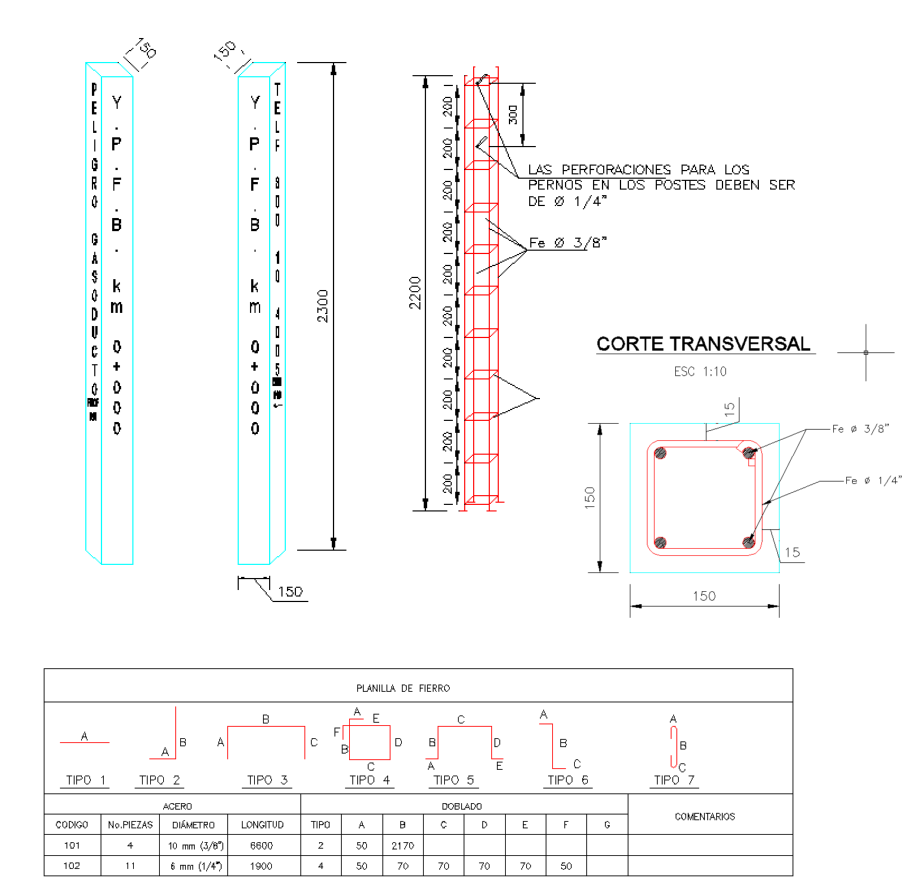 150
150
PELIGRO GASODUCTO
Y.P.F.B. km 0+000
Y.P.F.B. km 0+000
TELF 800 10 4005
2300
150
2200
200
200
200
200
200
200
200
200
200
200
300
LAS PERFORACIONES PARA LOS
PERNOS EN LOS POSTES DEBEN SER
DE Ø 1/4"
Fe Ø 3/8"
CORTE TRANSVERSAL
ESC 1:10
15
Fe ø 3/8"
Fe ø 1/4"
150
15
150
PLANILLA DE FIERRO
A
TIPO 1
A B
TIPO 2
A B C
TIPO 3
A E F B D C
TIPO 4
C B D A E
TIPO 5
A B C
TIPO 6
A B C
TIPO 7
ACERO DOBLADO COMENTARIOS
CODIGO No.PIEZAS DIÁMETRO LONGITUD TIPO A B C D E F G
101 4 10 mm (3/8") 6600 2 50 2170
102 11 6 mm (1/4") 1900 4 50 70 70 70 70 50